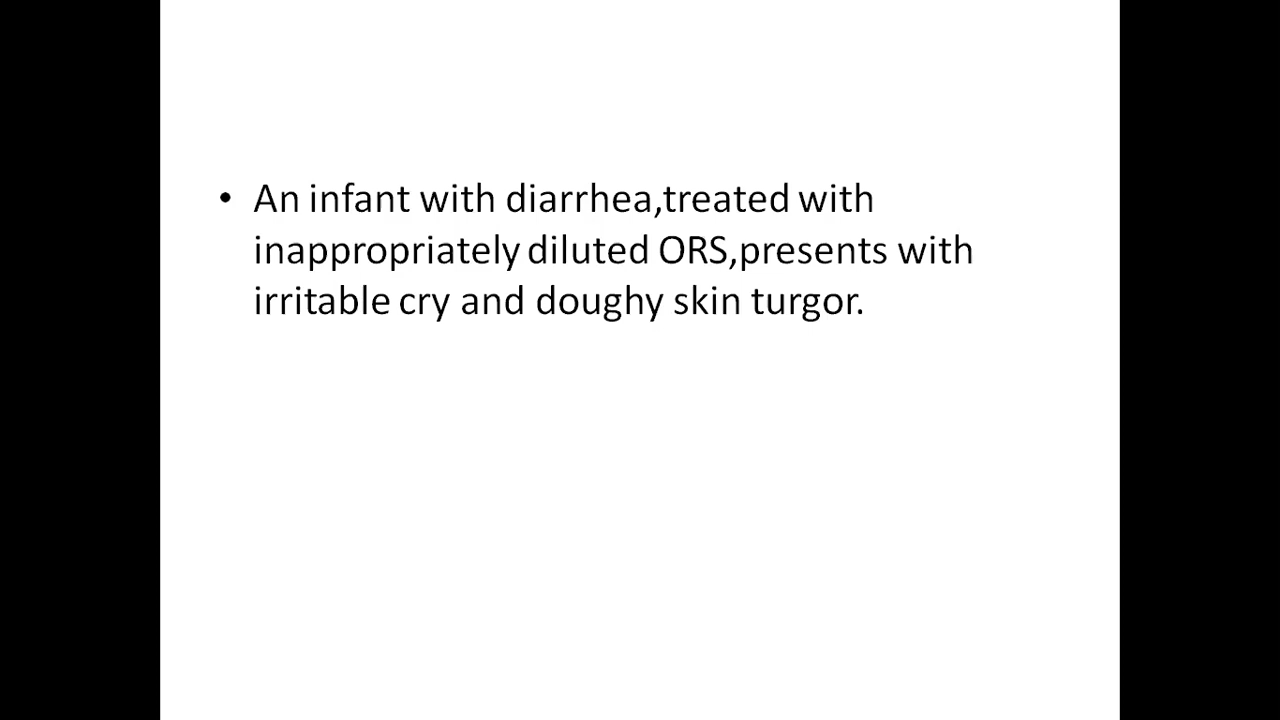 • An infant with diarrhea,treated with
inappropriately diluted ORS,presents with
irritable cry and doughy skin turgor.